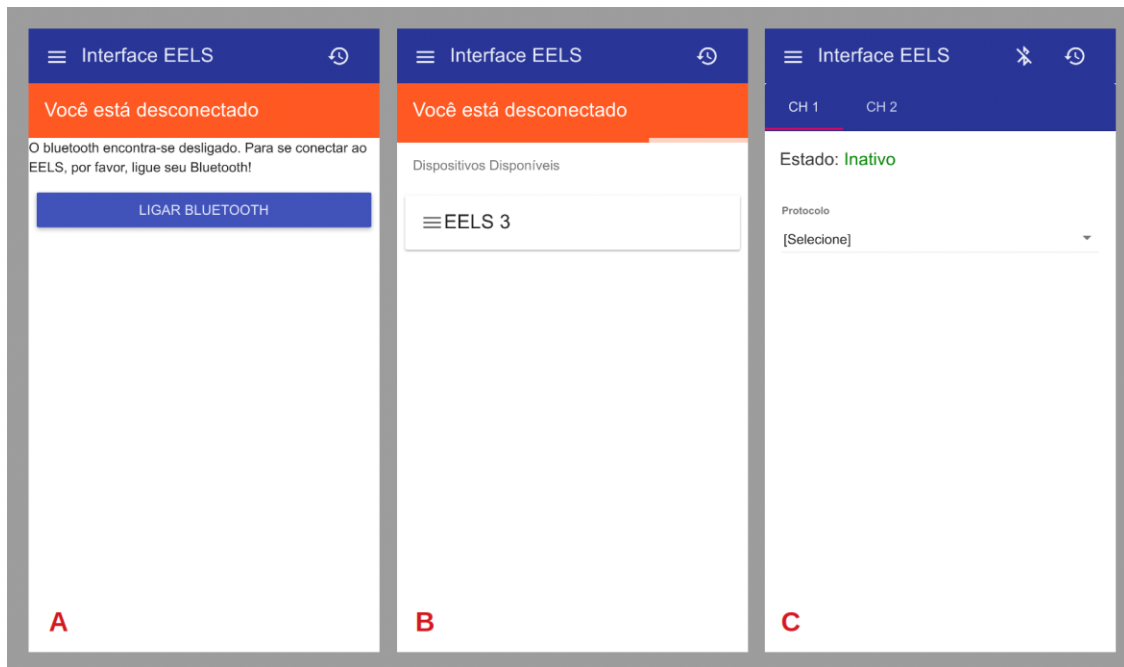 Interface EELS
Você está desconectado
O bluetooth encontra-se desligado. Para se conectar ao
EELS, por favor, ligue seu Bluetooth!
LIGAR BLUETOOTH
A
Interface EELS
Você está desconectado
Dispositivos Disponíveis
EELS 3
B
Interface EELS
CH 1 CH 2
Estado: Inativo
Protocolo
[Selecione]
C